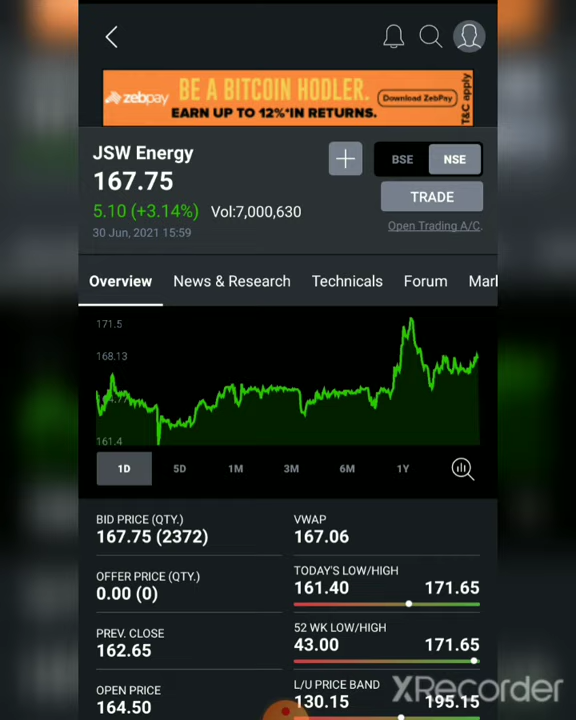 zebpay
BE A BITCOIN HODLER.
EARN UP TO 12%*IN RETURNS.
Download ZebPay
T&C apply
JSW Energy
167.75
5.10 (+3.14%) Vol:7,000,630
30 Jun, 2021 15:59
BSE NSE
TRADE
Open Trading A/C.
Overview News & Research Technicals Forum Marl
171.5
168.13
161.4
1D 5D 1M 3M 6M 1Y
BID PRICE (QTY.)
167.75 (2372)
VWAP
167.06
OFFER PRICE (QTY.)
0.00 (0)
TODAY'S LOW/HIGH
161.40 171.65
PREV. CLOSE
162.65
52 WK LOW/HIGH
43.00 171.65
OPEN PRICE
164.50
L/U PRICE BAND
130.15 195.15
XRecorder